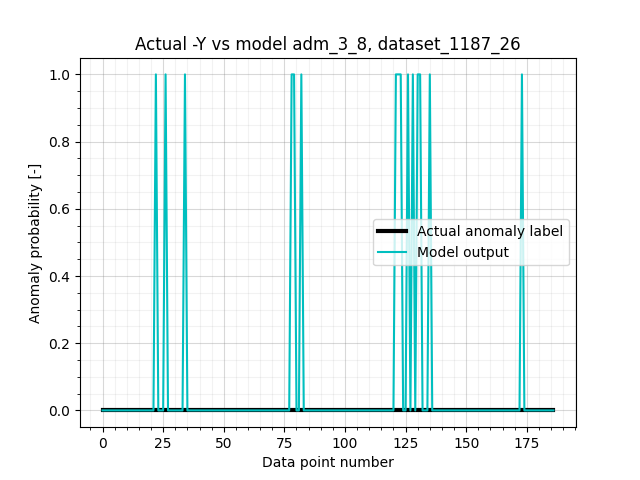 Actual -Y vs model adm_3_8, dataset_1187_26
Anomaly probability [-]
1.0
0.8
0.6
0.4
0.2
0.0
Actual anomaly label
Model output
0 25 50 75 100 125 150 175
Data point number